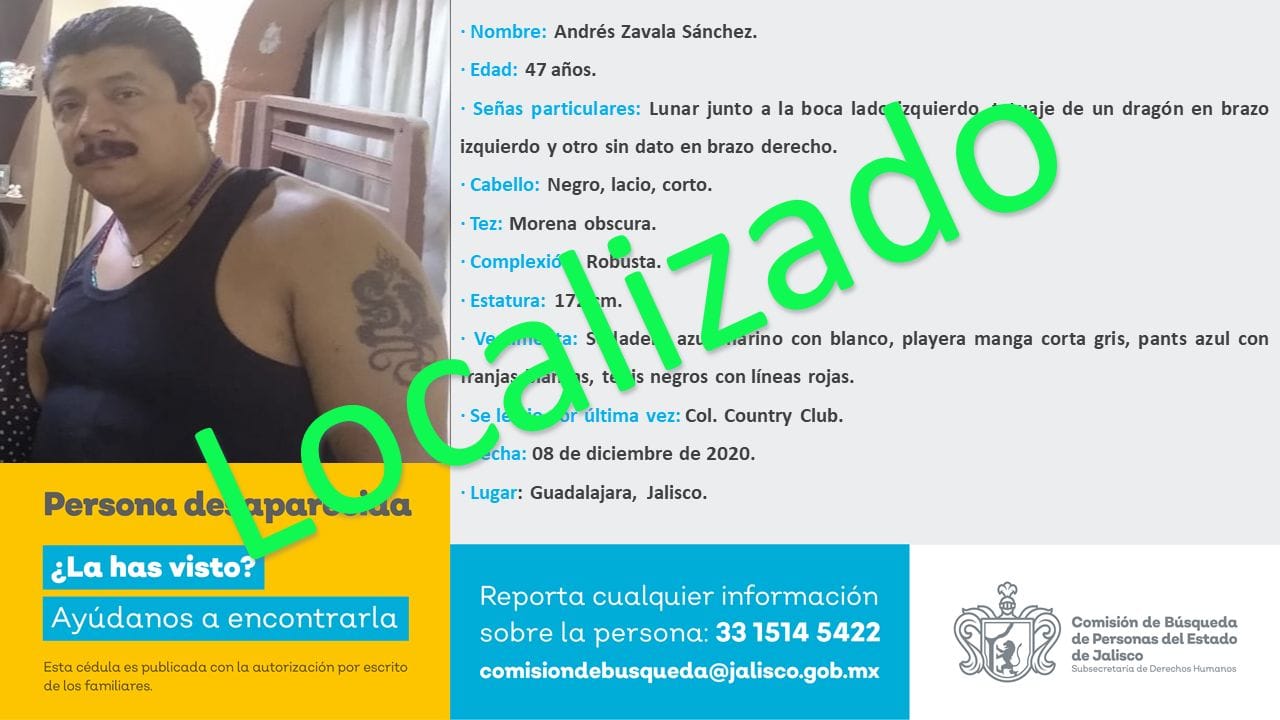 · Nombre: Andrés Zavala Sánchez.
· Edad: 47 años.
· Señas particulares: Lunar junto a la boca lado izquierdo, tatuaje de un dragón en brazo
izquierdo y otro sin dato en brazo derecho.
· Cabello: Negro, lacio, corto.
· Tez: Morena obscura.
· Complexión: Robusta.
· Estatura: 172 cm.
· Vestimenta: Sudadera azul marino con blanco, playera manga corta gris, pants azul con
franjas blancas, tenis negros con líneas rojas.
· Se le vio por última vez: Col. Country Club.
· Fecha: 08 de diciembre de 2020.
· Lugar: Guadalajara, Jalisco.
Localizado
Persona desaparecida
¿La has visto?
Ayúdanos a encontrarla
Esta cédula es publicada con la autorización por escrito
de los familiares.
Reporta cualquier información
sobre la persona: 33 1514 5422
comisiondebusqueda@jalisco.gob.mx
Comisión de Búsqueda
de Personas del Estado
de Jalisco
Subsecretaría de Derechos Humanos